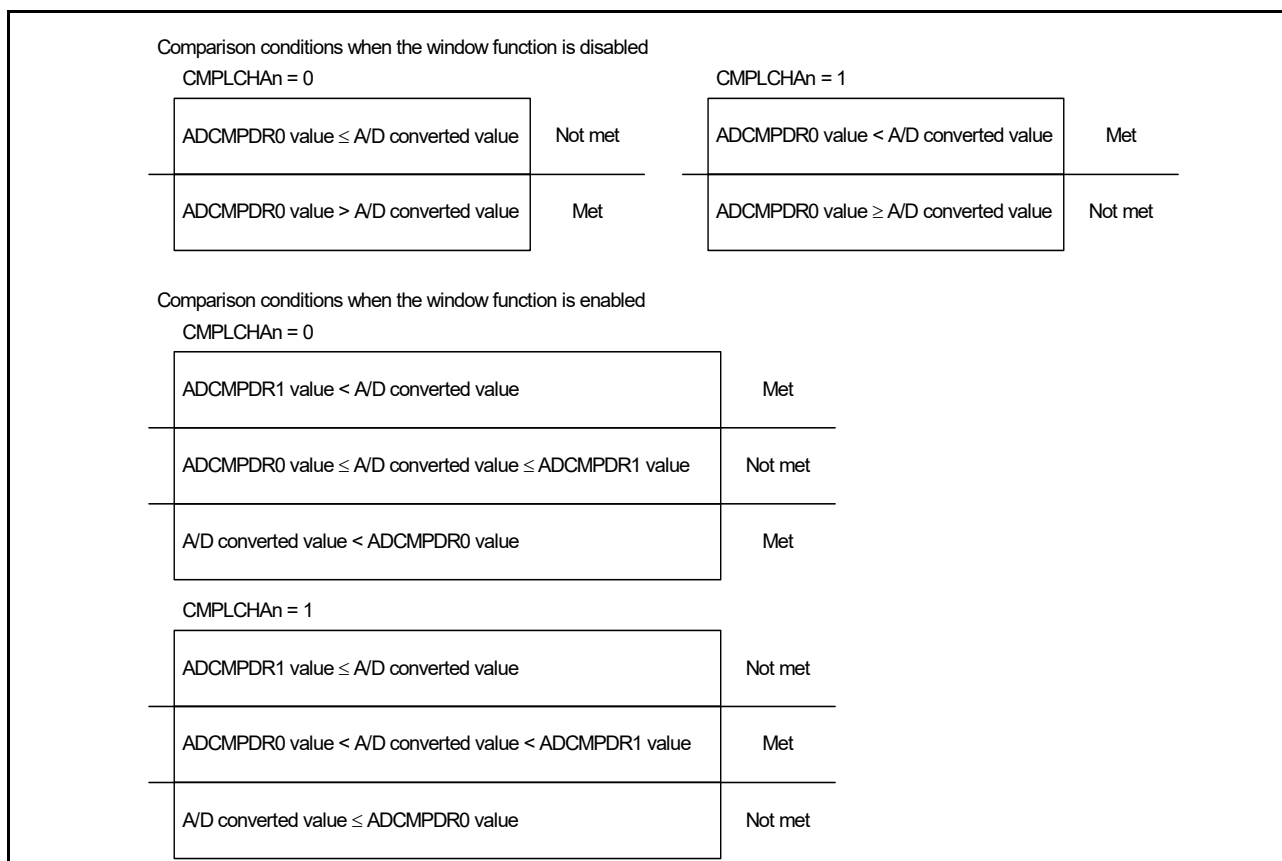 Comparison conditions when the window function is disabled
CMPLCHAn = 0
ADCMPDR0 value ≤ A/D converted value Not met
ADCMPDR0 value > A/D converted value Met
CMPLCHAn = 1
ADCMPDR0 value < A/D converted value Met
ADCMPDR0 value ≥ A/D converted value Not met
Comparison conditions when the window function is enabled
CMPLCHAn = 0
ADCMPDR1 value < A/D converted value Met
ADCMPDR0 value ≤ A/D converted value ≤ ADCMPDR1 value Not met
A/D converted value < ADCMPDR0 value Met
CMPLCHAn = 1
ADCMPDR1 value ≤ A/D converted value Not met
ADCMPDR0 value < A/D converted value < ADCMPDR1 value Met
A/D converted value ≤ ADCMPDR0 value Not met